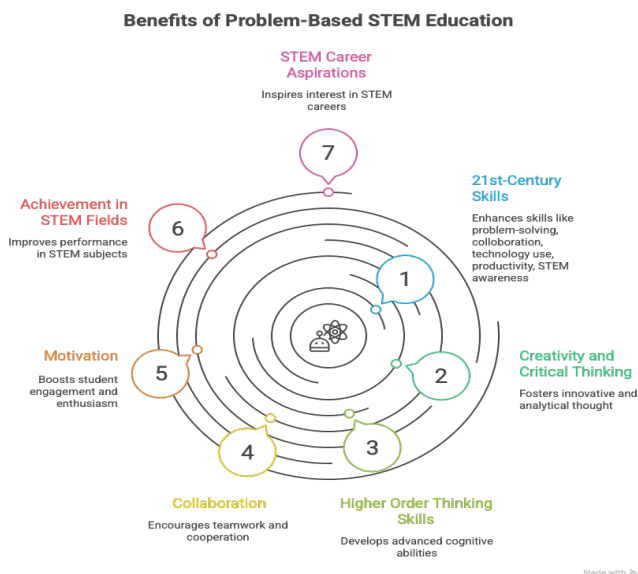 Benefits of Problem-Based STEM Education
STEM Career
Aspirations
Inspires interest in STEM
careers
7
21st-Century
Skills
Enhances skills like
problem-solving,
colloboration,
technology use,
productivity, STEM
awareness
1
Creativity and
Critical Thinking
Fosters innovative and
analytical thought
2
Higher Order Thinking
Skills
Develops advanced cognitive
abilities
3
Collaboration
Encourages teamwork and
cooperation
4
Motivation
Boosts student
engagement and
enthusiasm
5
Achievement in
STEM Fields
Improves performance
in STEM subjects
6
Made with